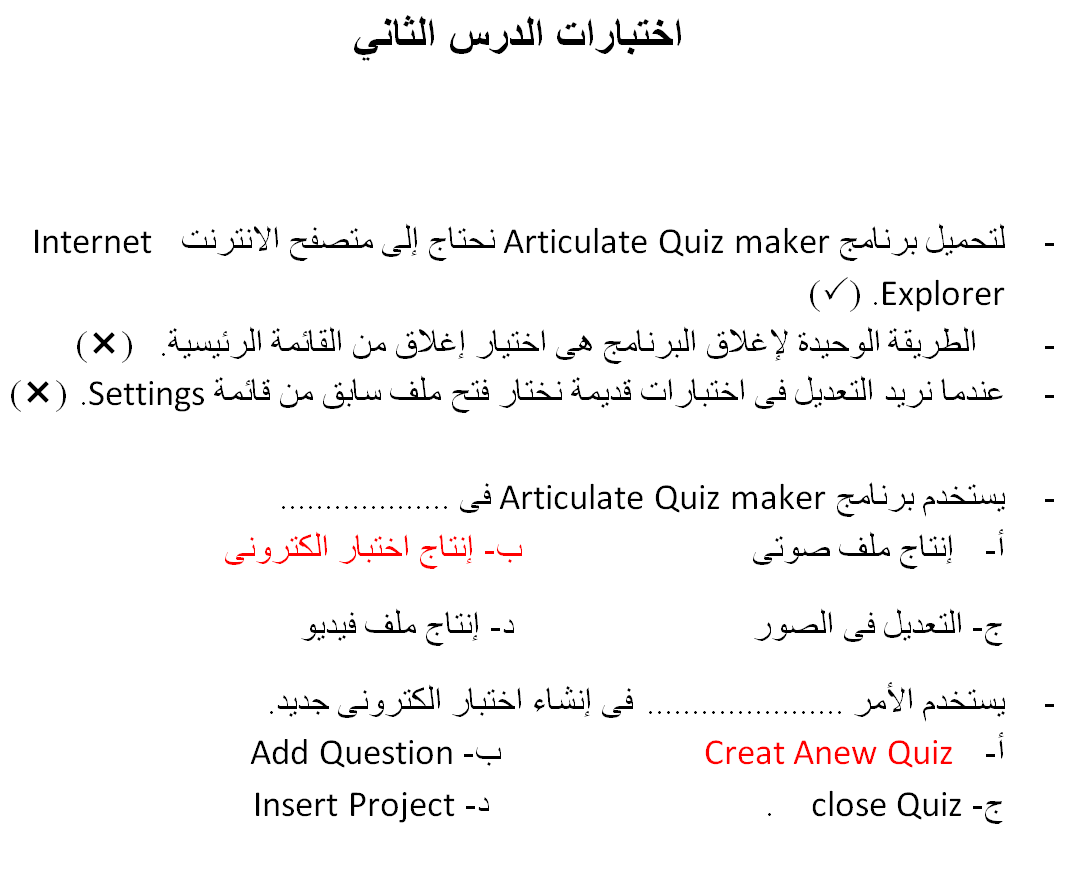 اختبارات الدرس الثاني
- لتحميل برنامج Articulate Quiz maker نحتاج إلى متصفح الانترنت Internet
Explorer. (✓)
- الطريقة الوحيدة لإغلاق البرنامج هى اختيار إغلاق من القائمة الرئيسية. (✕)
- عندما نريد التعديل فى اختبارات قديمة نختار فتح ملف سابق من قائمة Settings. (✕)
- يستخدم برنامج Articulate Quiz maker فى ...................
أ- إنتاج ملف صوتى ب- إنتاج اختبار الكترونى
ج- التعديل فى الصور د- إنتاج ملف فيديو
- يستخدم الأمر ...................... فى إنشاء اختبار الكترونى جديد.
أ- Creat Anew Quiz ب- Add Question
ج- close Quiz . د- Insert Project